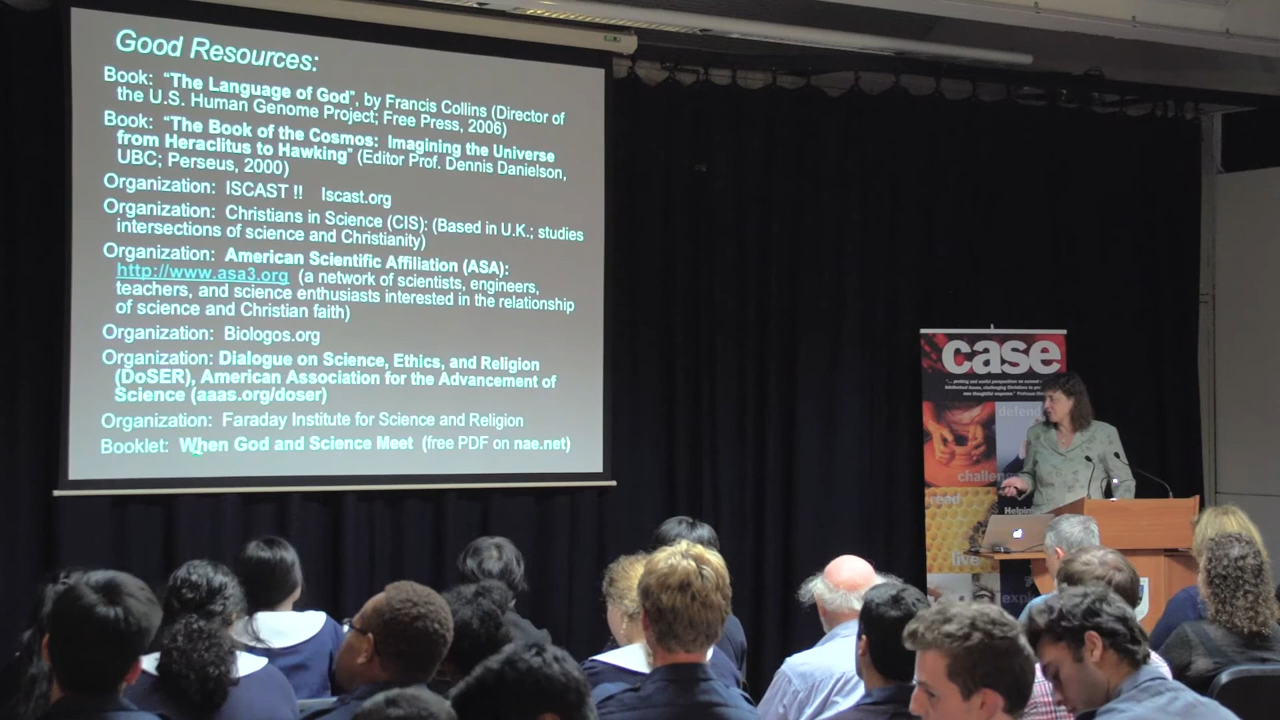 Good Resources:
Book: “The Language of God”, by Francis Collins (Director of
the U.S. Human Genome Project; Free Press, 2006)
Book: “The Book of the Cosmos: Imagining the Universe
from Heraclitus to Hawking” (Editor Prof. Dennis Danielson,
UBC; Perseus, 2000)
Organization: ISCAST !! Iscast.org
Organization: Christians in Science (CIS): (Based in U.K.; studies
intersections of science and Christianity)
Organization: American Scientific Affiliation (ASA):
http://www.asa3.org (a network of scientists, engineers,
teachers, and science enthusiasts interested in the relationship
of science and Christian faith)
Organization: Biologos.org
Organization: Dialogue on Science, Ethics, and Religion
(DoSER), American Association for the Advancement of
Science (aaas.org/doser)
Organization: Faraday Institute for Science and Religion
Booklet: When God and Science Meet (free PDF on nae.net)
case
defend
read
live